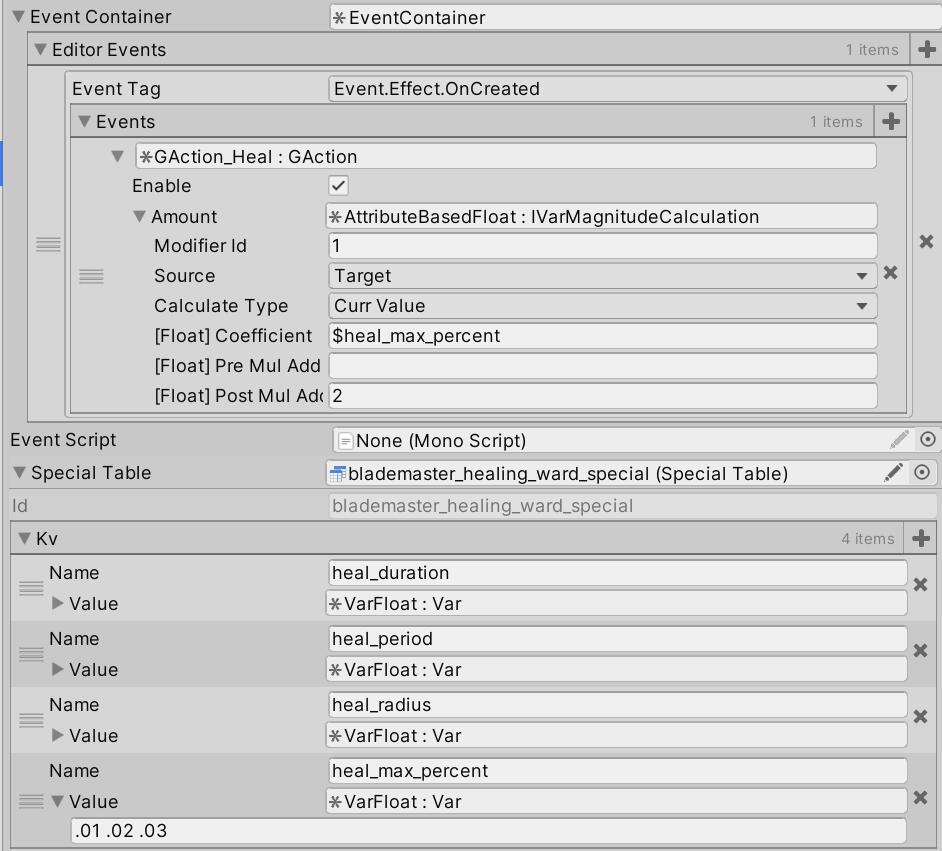 Event Container EventContainer
Editor Events 1 items
Event Tag Event.Effect.OnCreated
Events 1 items
GAction_Heal : GAction
Enable
Amount AttributeBasedFloat : IVarMagnitudeCalculation
Modifier Id 1
Source Target
Calculate Type Curr Value
[Float] Coefficient $heal_max_percent
[Float] Pre Mul Add
[Float] Post Mul Add 2
Event Script None (Mono Script)
Special Table blademaster_healing_ward_special (Special Table)
Id blademaster_healing_ward_special
Kv 4 items
Name heal_duration
Value VarFloat : Var
Name heal_period
Value VarFloat : Var
Name heal_radius
Value VarFloat : Var
Name heal_max_percent
Value VarFloat : Var
.01 .02 .03